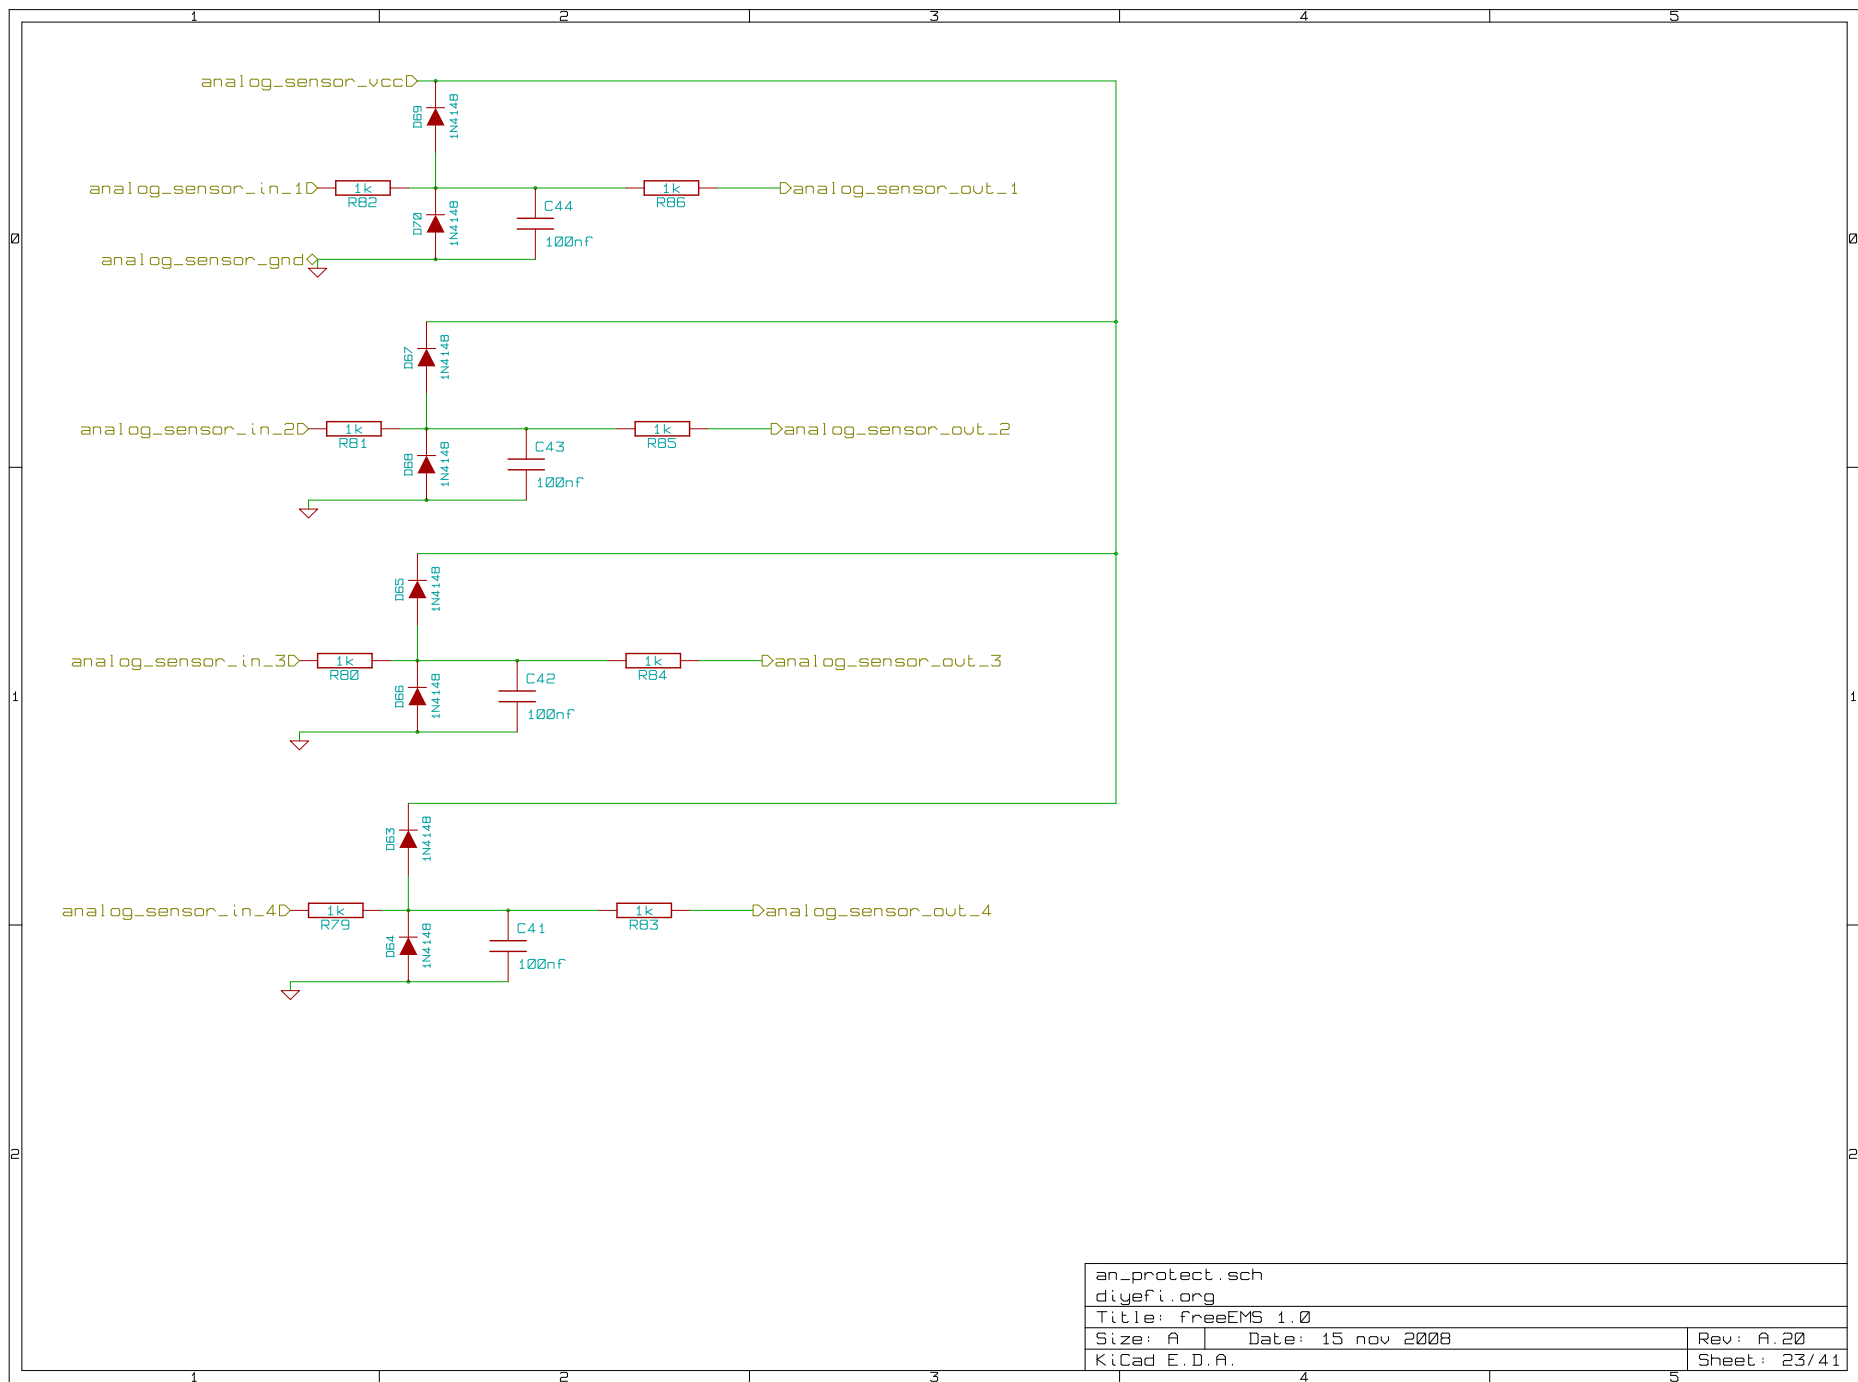 1 2 3 4 5
analog_sensor_vcc
D69 1N4148
analog_sensor_in_1 1k 1k analog_sensor_out_1
R82 R86
D70 1N4148 C44
0 100nf 0
analog_sensor_gnd
D67 1N4148
analog_sensor_in_2 1k 1k analog_sensor_out_2
R81 R85
D68 1N4148 C43
100nf
D65 1N4148
analog_sensor_in_3 1k 1k analog_sensor_out_3
R80 R84
D66 1N4148 C42
1 1
100nf
D63 1N4148
analog_sensor_in_4 1k 1k analog_sensor_out_4
R79 R83
D64 1N4148 C41
100nf
2 2
an_protect.sch
diyefi.org
Title: freeEMS 1.0
Size: A Date: 15 nov 2008 Rev: A.20
KiCad E.D.A. Sheet: 23/41
1 2 3 4 5